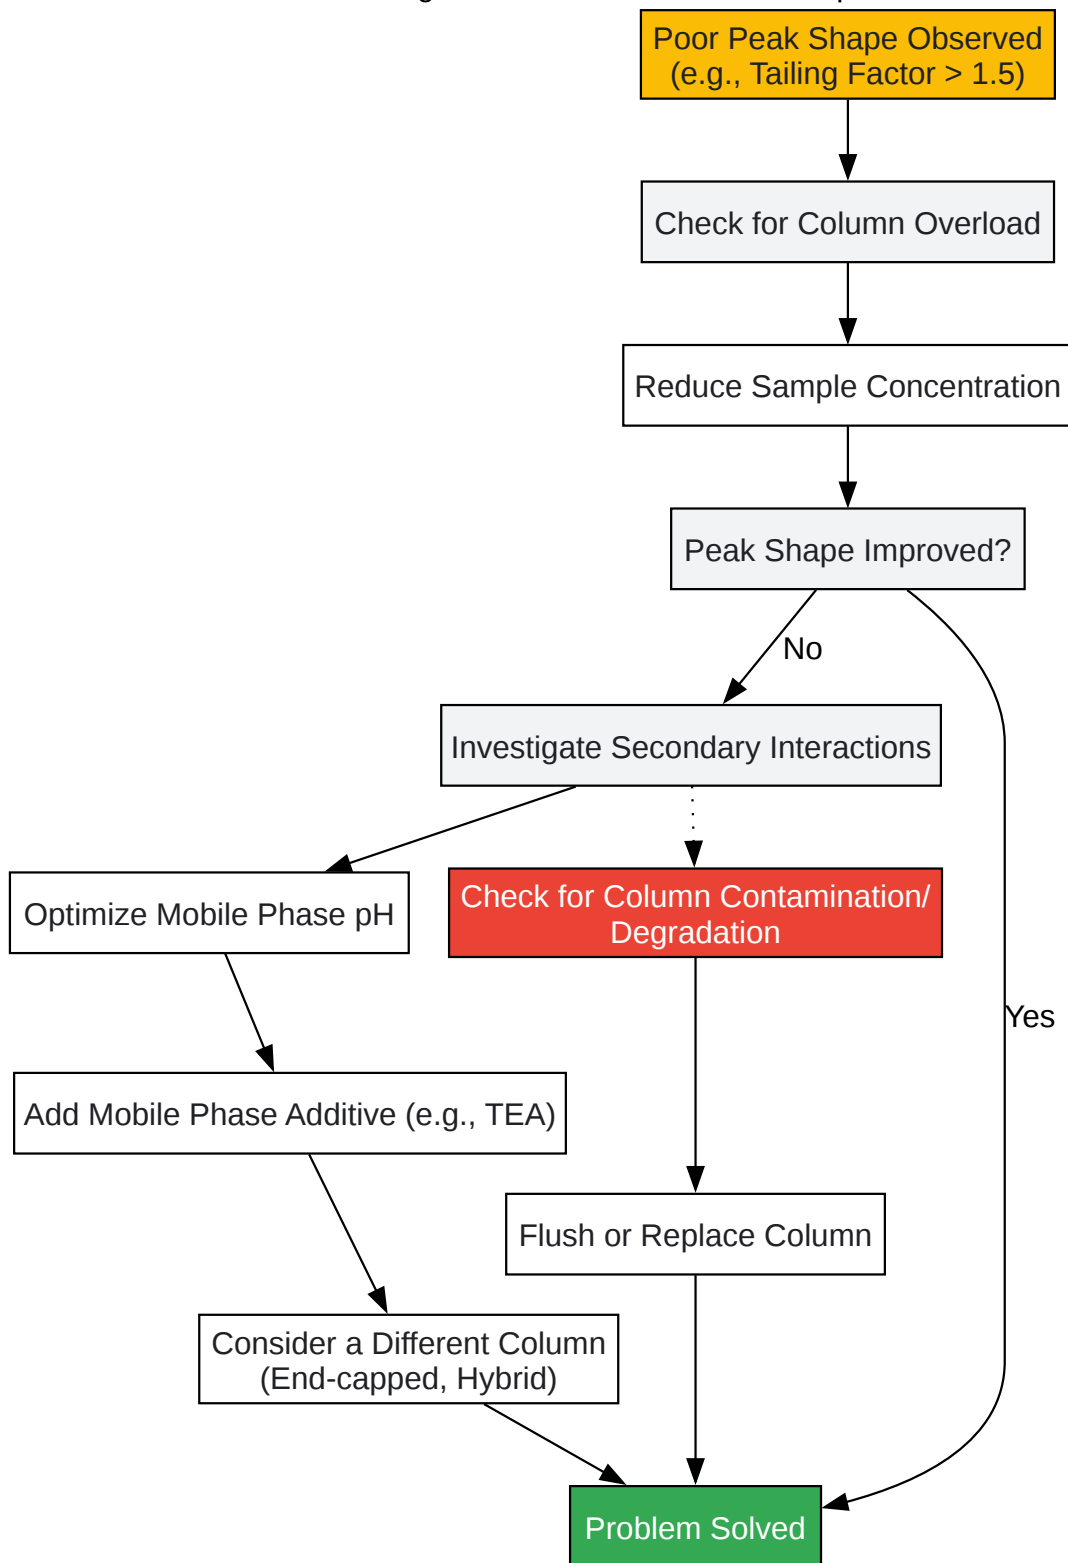 Poor Peak Shape Observed
(e.g., Tailing Factor > 1.5)
Check for Column Overload
Reduce Sample Concentration
Peak Shape Improved?
No
Investigate Secondary Interactions
Optimize Mobile Phase pH
Check for Column Contamination/
Degradation
Yes
Add Mobile Phase Additive (e.g., TEA)
Flush or Replace Column
Consider a Different Column
(End-capped, Hybrid)
Problem Solved